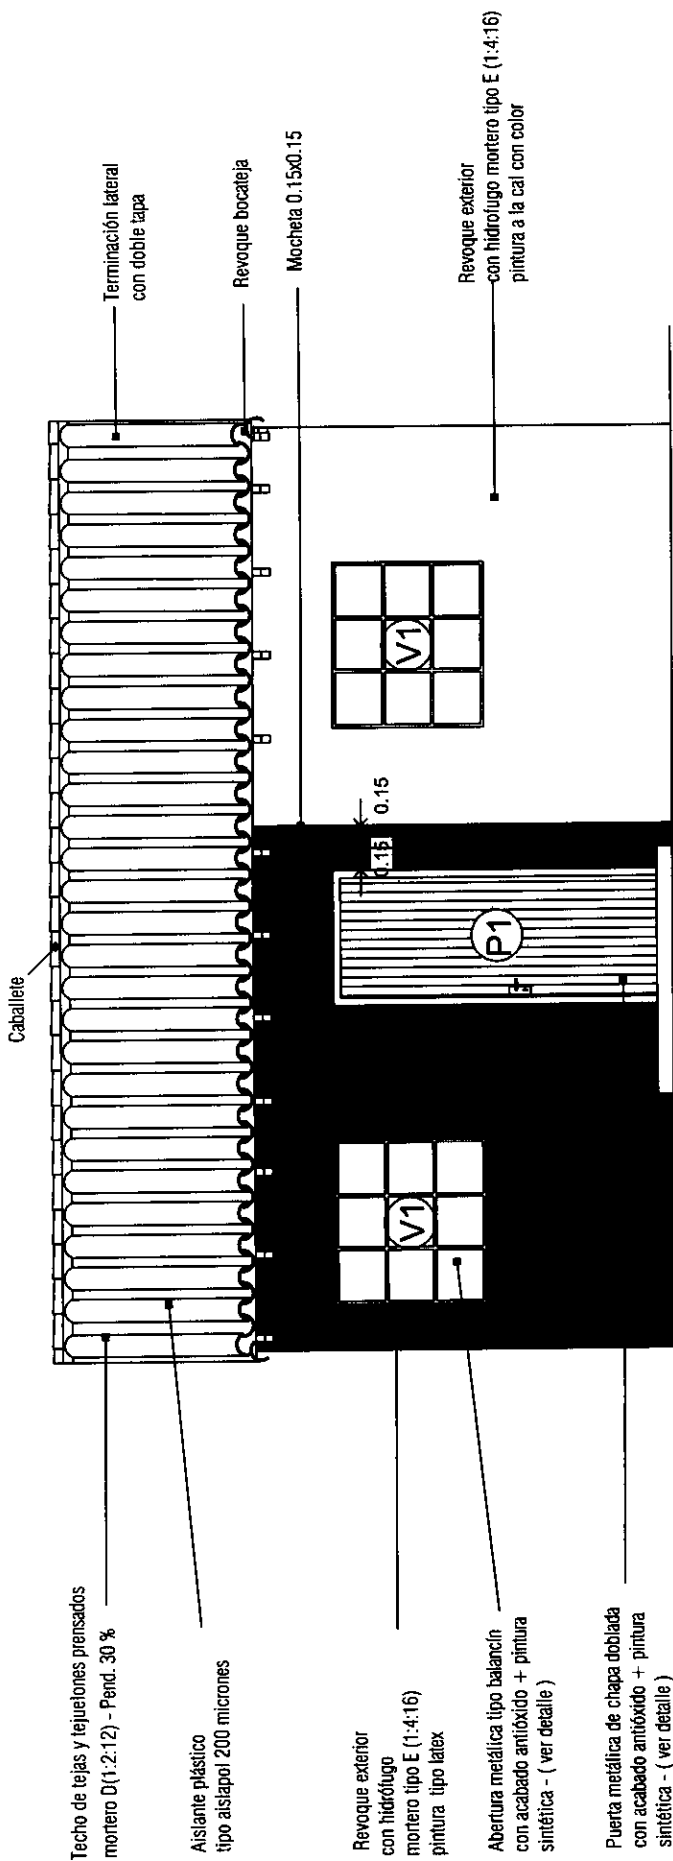 Caballete
Techo de tejas y tejuelones prensados
mortero D(1:2:12) - Pend. 30 %
Aislante plástico
tipo aislapol 200 micrones
Revoque exterior
con hidrófugo
mortero tipo E (1:4:16)
pintura tipo latex
Abertura metálica tipo balancín
con acabado antióxido + pintura
sintética - ( ver detalle )
Puerta metálica de chapa doblada
con acabado antióxido + pintura
sintética - ( ver detalle )
V1
P1
0.15
0.15
V1
Terminación lateral
con doble tapa
Revoque bocateja
Mocheta 0.15x0.15
Revoque exterior
con hidrofugo mortero tipo E (1:4:16)
pintura a la cal con color